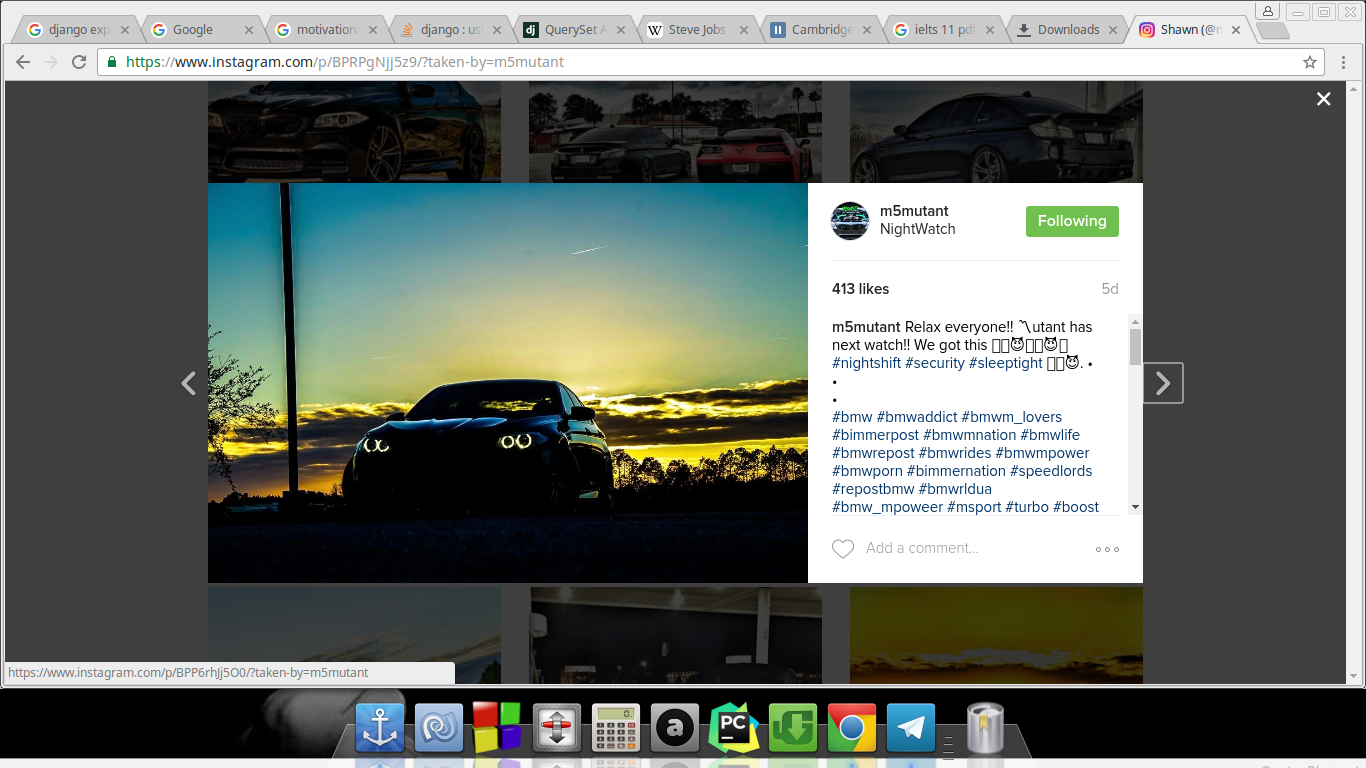 django exp
Google
motivation
django : usi
QuerySet A
Steve Jobs
Cambridge
ielts 11 pdf
Downloads
Shawn (@m
https://www.instagram.com/p/BPRPgNjJ5z9/?taken-by=m5mutant
m5mutant
NightWatch
Following
413 likes
5d
m5mutant Relax everyone!! 〽utant has
next watch!! We got this 😈😈
#nightshift #security #sleeptight 😈. •
•
•
#bmw #bmwaddict #bmwm_lovers
#bimmerpost #bmwmnation #bmwlife
#bmwrepost #bmwrides #bmwmpower
#bmwporn #bimmernation #speedlords
#repostbmw #bmwrldua
#bmw_mpoweer #msport #turbo #boost
Add a comment...
https://www.instagram.com/p/BPP6rhJj5O0/?taken-by=m5mutant
0.
a
PC